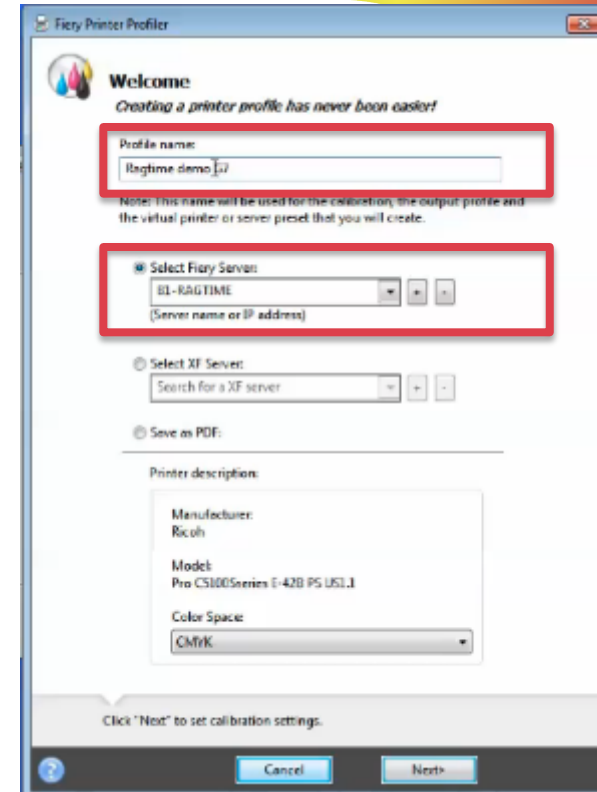 Fiery Printer Profiler
Welcome
Creating a printer profile has never been easier!
Profile name:
Ragtime demo
Note: This name will be used for the calibration, the output profile and
the virtual printer or server preset that you will create.
Select Fiery Server:
B1-RAGTIME
+ -
(Server name or IP address)
Select XF Server:
Search for a XF server
+ -
Save as PDF:
Printer description:
Manufacturer:
Ricoh
Model:
Pro C5100Sseries E-42B PS US1.1
Color Space:
CMYK
Click "Next" to set calibration settings.
?
Cancel
Next>